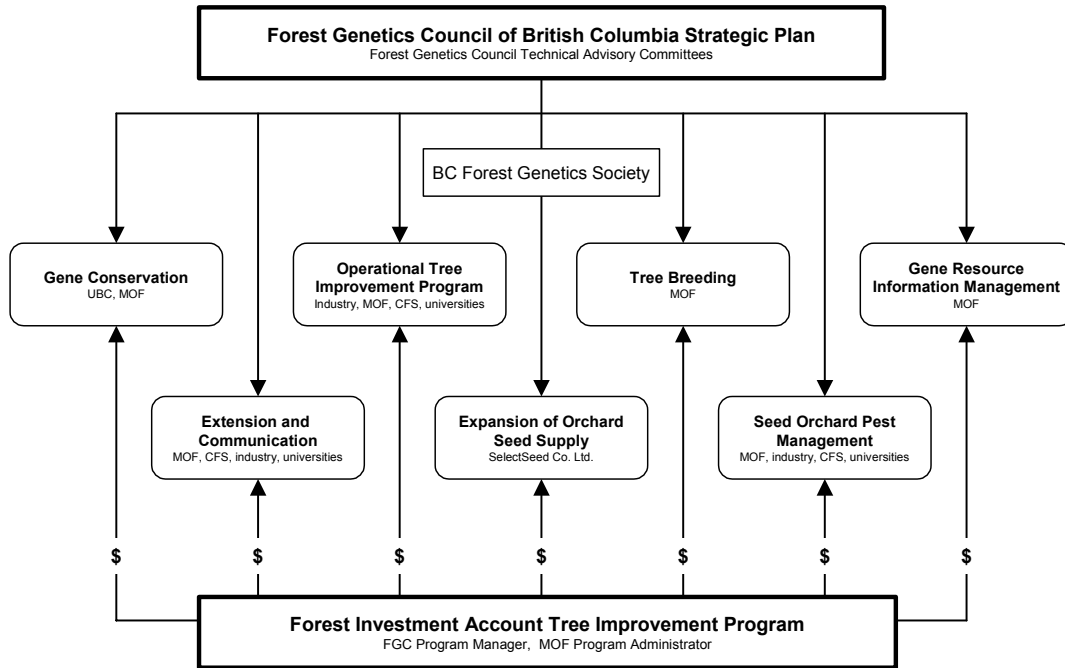 Forest Genetics Council of British Columbia Strategic Plan
Forest Genetics Council Technical Advisory Committees
BC Forest Genetics Society
Gene Conservation
UBC, MOF
Operational Tree
Improvement Program
Industry, MOF, CFS, universities
Tree Breeding
MOF
Gene Resource
Information Management
MOF
Extension and
Communication
MOF, CFS, industry, universities
Expansion of Orchard
Seed Supply
SelectSeed Co. Ltd.
Seed Orchard Pest
Management
MOF, industry, CFS, universities
$ $ $ $ $ $ $
Forest Investment Account Tree Improvement Program
FGC Program Manager, MOF Program Administrator